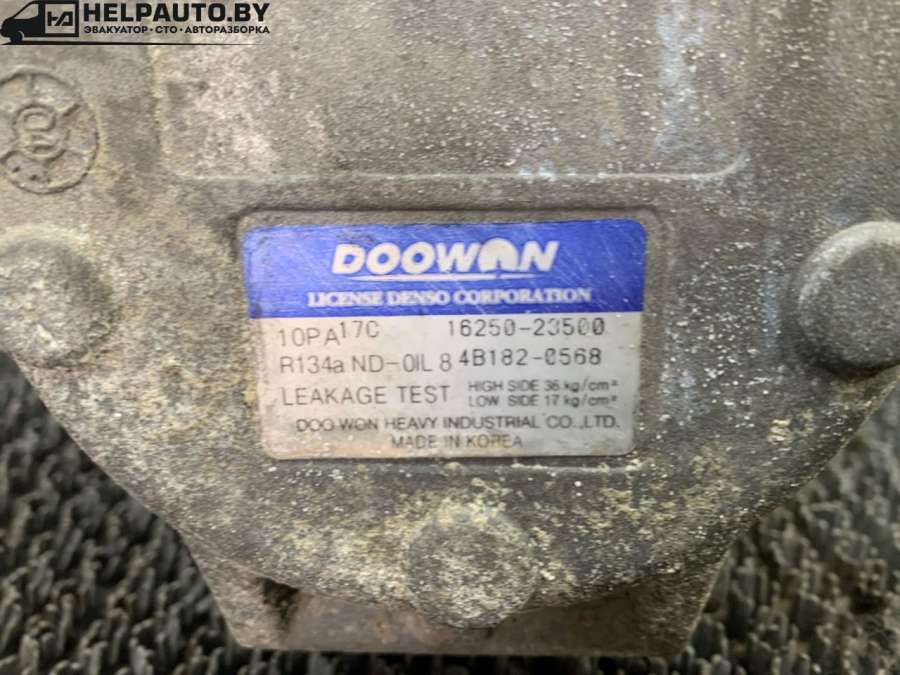 HELPAUTO.BY
ЭВАКУАТОР • СТО • АВТОРАЗБОРКА
DOOWON
LICENSE DENSO CORPORATION
10PA17C 16250-23500
R134a ND-OIL 8 4B182-0568
LEAKAGE TEST HIGH SIDE 36 kg/cm²
LOW SIDE 17 kg/cm²
DOO WON HEAVY INDUSTRIAL CO.,LTD.
MADE IN KOREA